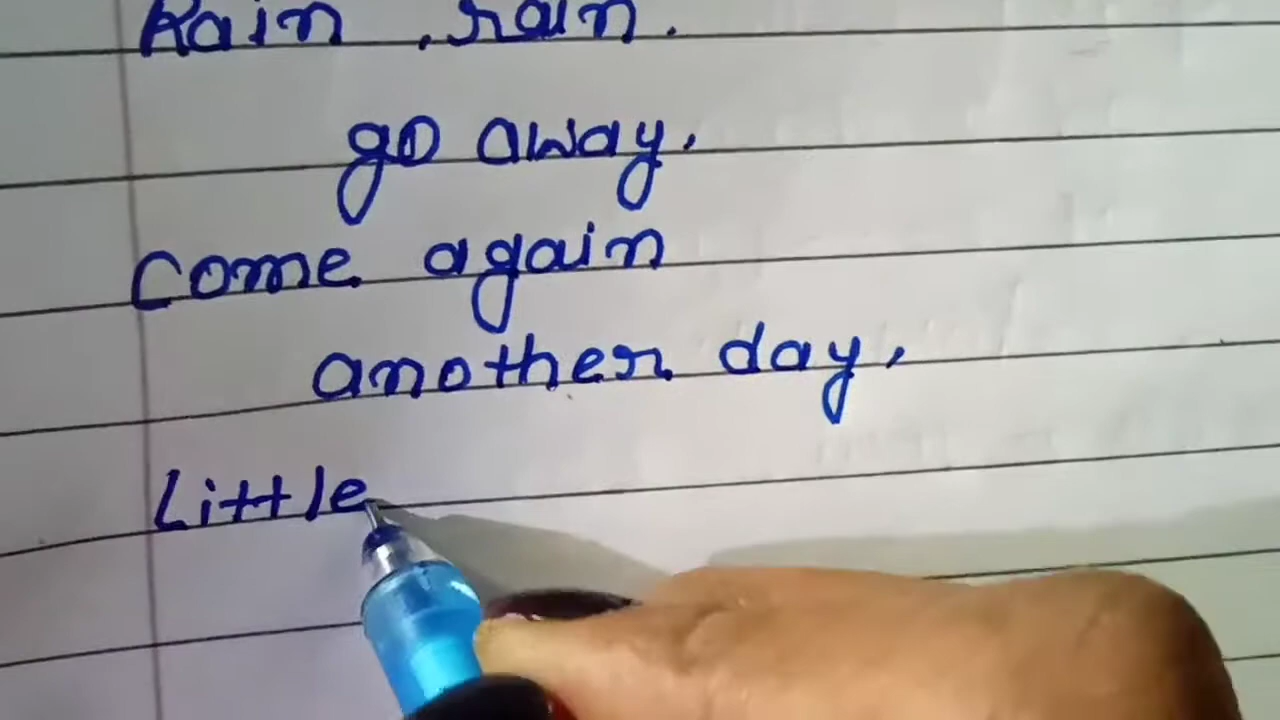 Rain, rain.
go away,
Come again
another day,
Little